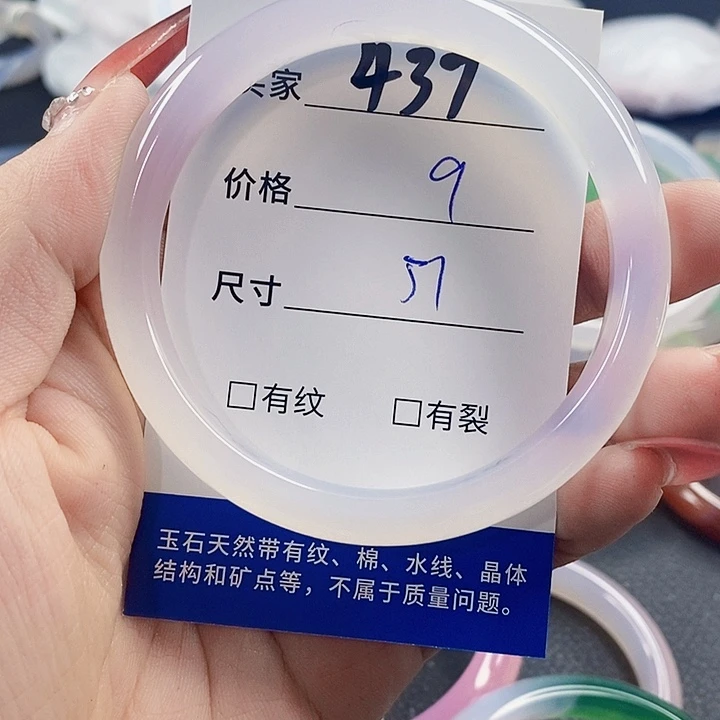 家 437
价格 9
尺寸 57
□有纹 □有裂
玉石天然带有纹、棉、水线、晶体
结构和矿点等，不属于质量问题。